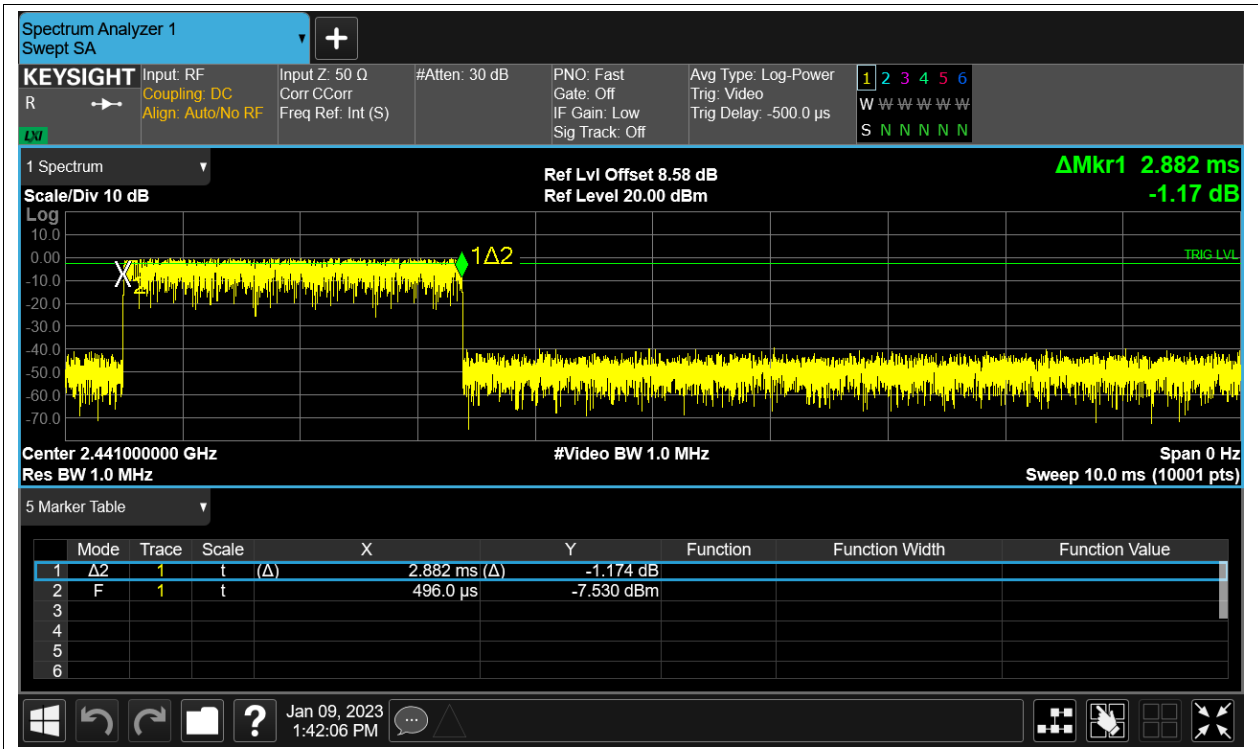 Spectrum Analyzer 1
Swept SA
KEYSIGHT
R
LXI
Input: RF
Coupling: DC
Align: Auto/No RF
Input Z: 50 Ω
Corr CCorr
Freq Ref: Int (S)
#Atten: 30 dB
PNO: Fast
Gate: Off
IF Gain: Low
Sig Track: Off
Avg Type: Log-Power
Trig: Video
Trig Delay: -500.0 µs
1 2 3 4 5 6
W W W W W W
S N N N N N
1 Spectrum
Scale/Div 10 dB
Ref Lvl Offset 8.58 dB
Ref Level 20.00 dBm
ΔMkr1 2.882 ms
-1.17 dB
Log
10.0
0.00
-10.0
-20.0
-30.0
-40.0
-50.0
-60.0
-70.0
X2
1Δ2
TRIG LVL
Center 2.441000000 GHz
Res BW 1.0 MHz
#Video BW 1.0 MHz
Span 0 Hz
Sweep 10.0 ms (10001 pts)
5 Marker Table
Mode Trace Scale X Y Function Function Width Function Value
1 Δ2 1 t (Δ) 2.882 ms (Δ) -1.174 dB
2 F 1 t 496.0 µs -7.530 dBm
3
4
5
6
?
Jan 09, 2023
1:42:06 PM